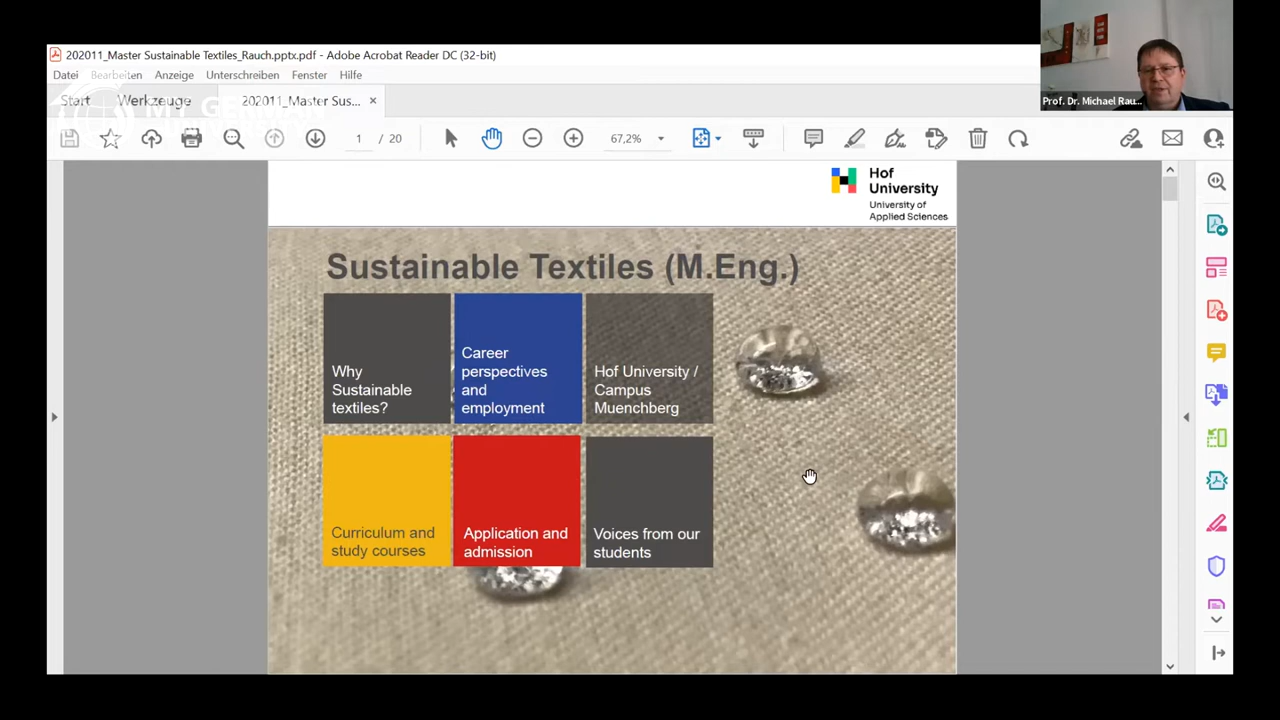 202011_Master Sustainable Textiles_Rauch.pptx.pdf - Adobe Acrobat Reader DC (32-bit)
Datei Bearbeiten Anzeige Unterschreiben Fenster Hilfe
Start Werkzeuge 202011_Master Sus... ×
MY GERMAN
1 / 20 67,2%
Prof. Dr. Michael Rau...
Hof
University
University of
Applied Sciences
Sustainable Textiles (M.Eng.)
Why
Sustainable
textiles?
Career
perspectives
and
employment
Hof University /
Campus
Muenchberg
Curriculum and
study courses
Application and
admission
Voices from our
students